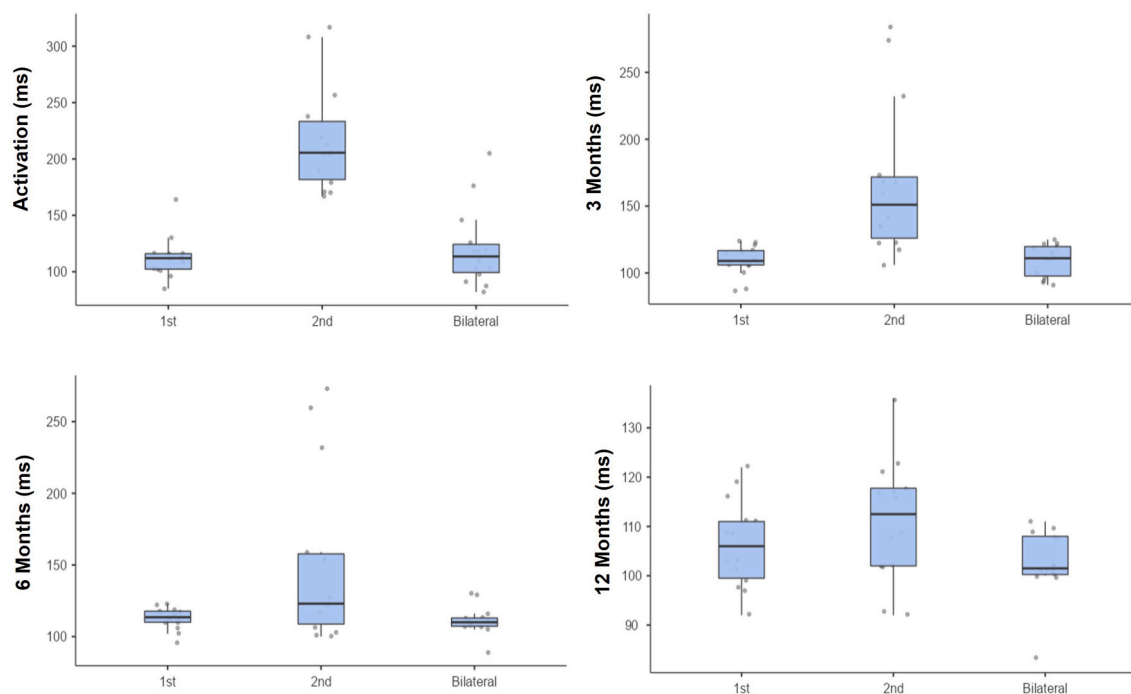 Activation (ms)
300
250
200
150
100
1st
2nd
Bilateral
3 Months (ms)
250
200
150
100
1st
2nd
Bilateral
6 Months (ms)
250
200
150
100
1st
2nd
Bilateral
12 Months (ms)
130
120
110
100
90
1st
2nd
Bilateral